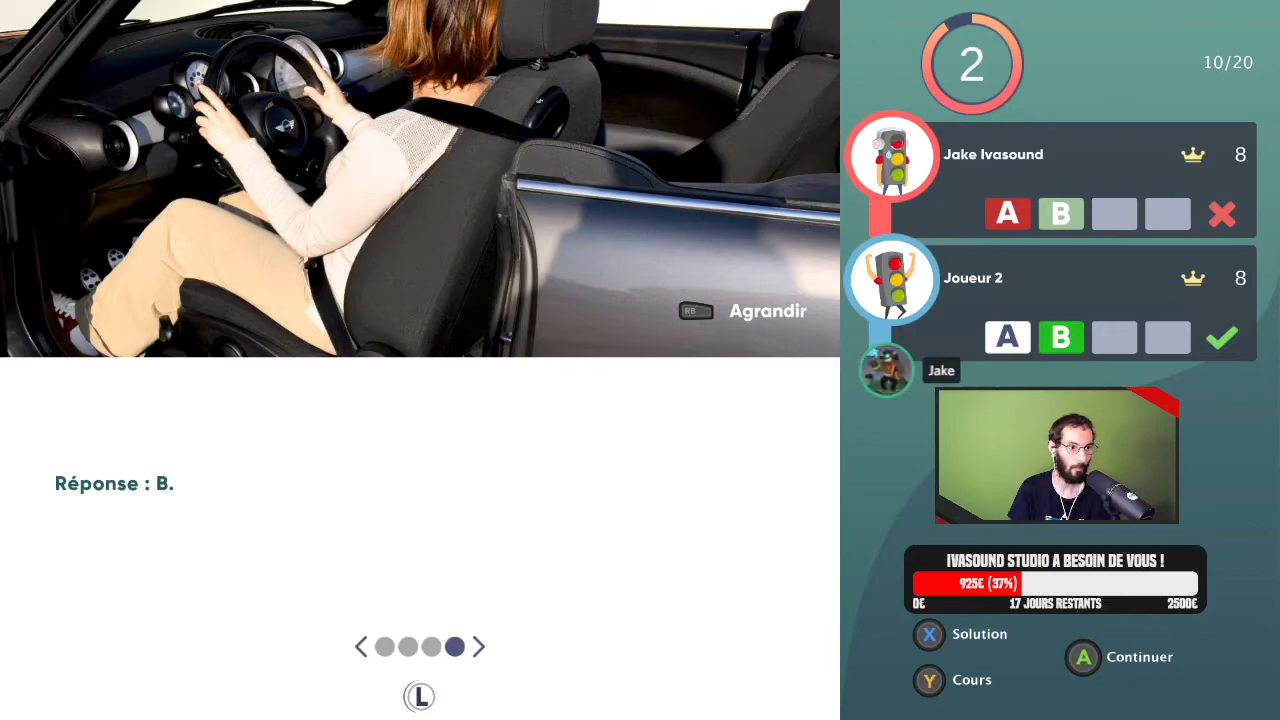 2
10/20
Jake Ivasound
8
A B
Joueur 2
8
A B
RB Agrandir
Jake
Réponse : B.
IVASOUND STUDIO A BESOIN DE VOUS !
925€ (37%)
0€ 17 JOURS RESTANTS 2500€
X Solution
A Continuer
Y Cours
L